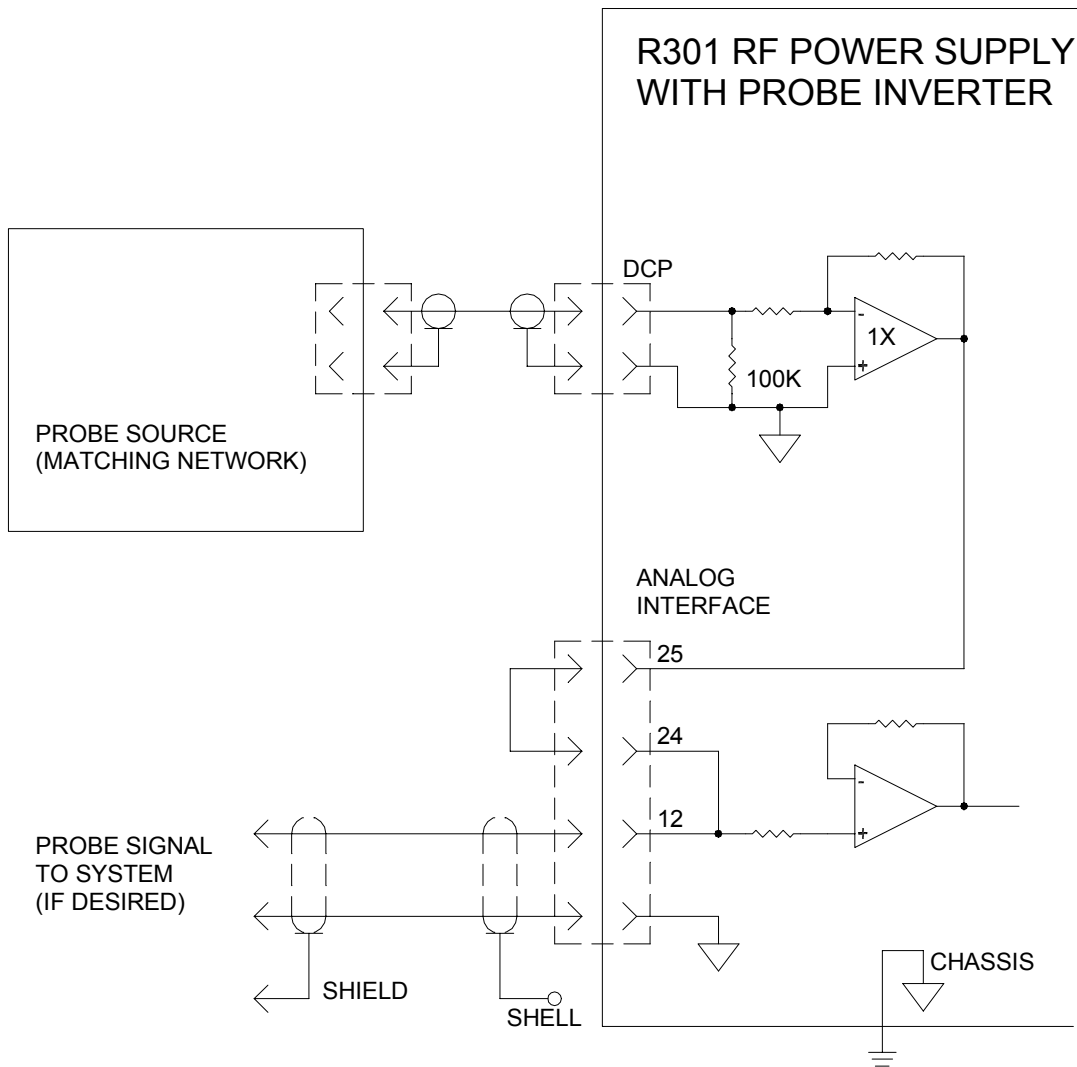 R301 RF POWER SUPPLY
WITH PROBE INVERTER
DCP
-
1X
+
100K
PROBE SOURCE
(MATCHING NETWORK)
ANALOG
INTERFACE
25
24
-
12
+
PROBE SIGNAL
TO SYSTEM
(IF DESIRED)
CHASSIS
SHIELD
SHELL